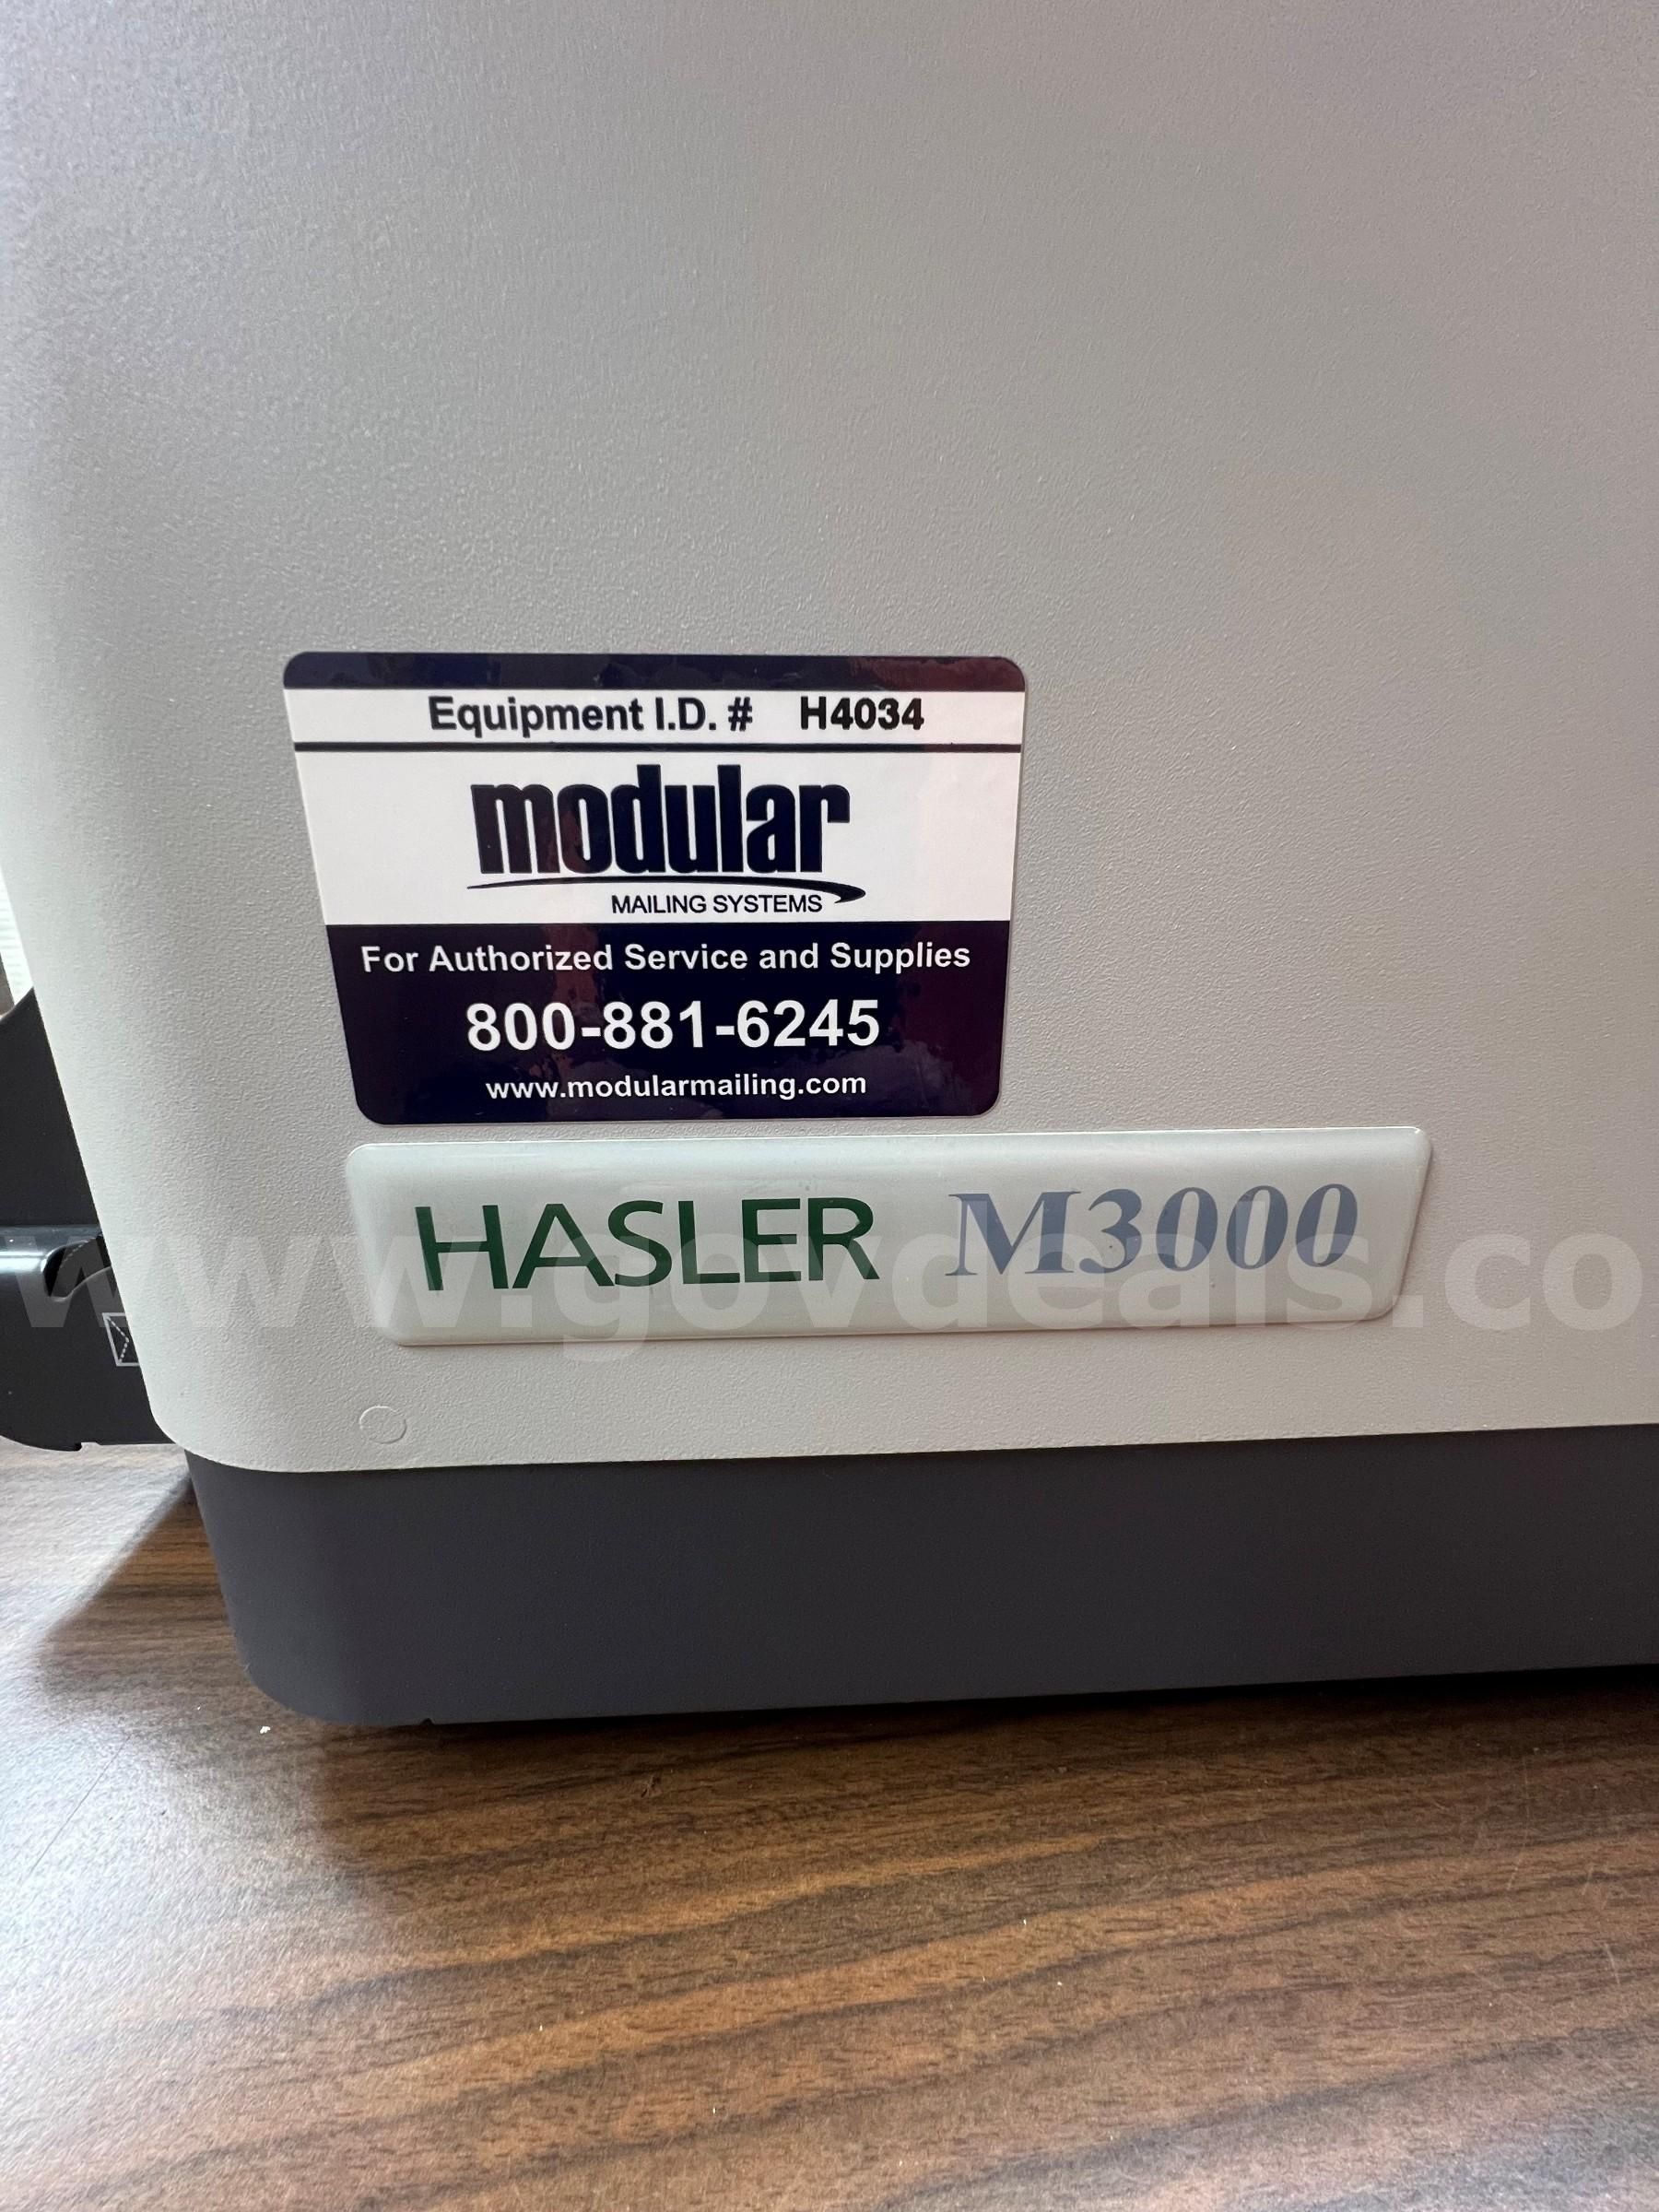 Equipment I.D. # H4034
modular
MAILING SYSTEMS
For Authorized Service and Supplies
800-881-6245
www.modularmailing.com
HASLER M3000
www.govdeals.co